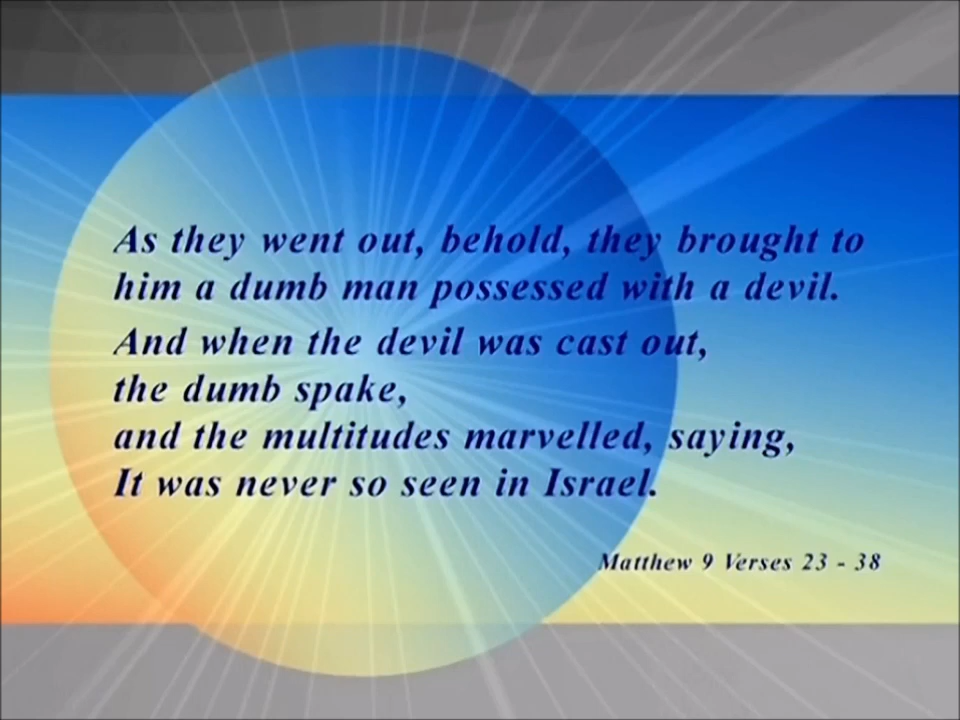 As they went out, behold, they brought to
him a dumb man possessed with a devil.
And when the devil was cast out,
the dumb spake,
and the multitudes marvelled, saying,
It was never so seen in Israel.
Matthew 9 Verses 23 - 38